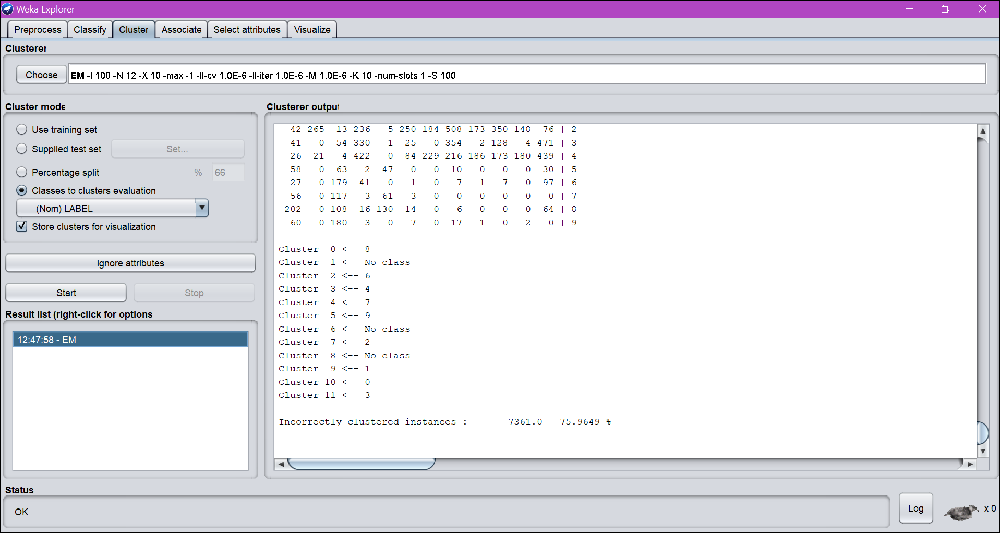 Weka Explorer
Preprocess Classify Cluster Associate Select attributes Visualize
Clusterer
Choose EM -I 100 -N 12 -X 10 -max -1 -ll-cv 1.0E-6 -ll-iter 1.0E-6 -M 1.0E-6 -K 10 -num-slots 1 -S 100
Cluster mode
Use training set
Supplied test set Set...
Percentage split % 66
Classes to clusters evaluation
(Nom) LABEL
Store clusters for visualization
Ignore attributes
Start Stop
Result list (right-click for options
12:47:58 - EM
Clusterer output
42 265 13 236 5 250 184 508 173 350 148 76 | 2
41 0 54 330 1 25 0 354 2 128 4 471 | 3
26 21 4 422 0 84 229 216 186 173 180 439 | 4
58 0 63 2 47 0 0 10 0 0 0 30 | 5
27 0 179 41 0 1 0 7 1 7 0 97 | 6
56 0 117 3 61 3 0 0 0 0 0 0 | 7
202 0 108 16 130 14 0 6 0 0 0 64 | 8
60 0 180 3 0 7 0 17 1 0 2 0 | 9
Cluster 0 <-- 8
Cluster 1 <-- No class
Cluster 2 <-- 6
Cluster 3 <-- 4
Cluster 4 <-- 7
Cluster 5 <-- 9
Cluster 6 <-- No class
Cluster 7 <-- 2
Cluster 8 <-- No class
Cluster 9 <-- 1
Cluster 10 <-- 0
Cluster 11 <-- 3
Incorrectly clustered instances : 7361.0 75.9649 %
Status
OK
Log x 0